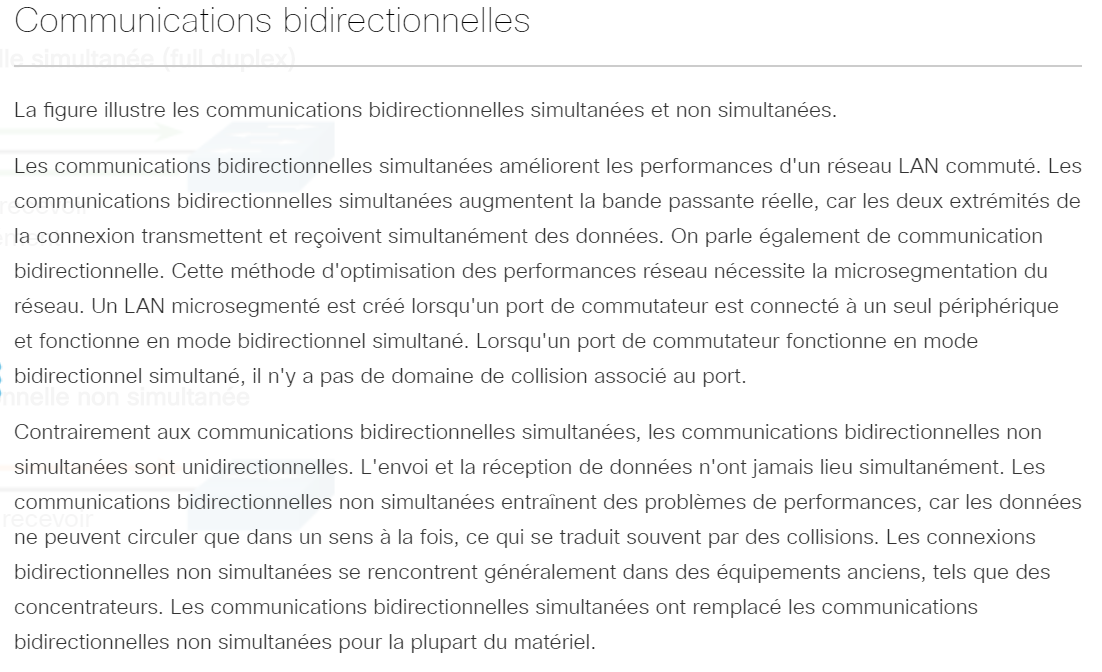 Communications bidirectionnelles
lle simultanée (full duplex)
La figure illustre les communications bidirectionnelles simultanées et non simultanées.
Les communications bidirectionnelles simultanées améliorent les performances d'un réseau LAN commuté. Les
communications bidirectionnelles simultanées augmentent la bande passante réelle, car les deux extrémités de
recevoir
la connexion transmettent et reçoivent simultanément des données. On parle également de communication
bidirectionnelle. Cette méthode d'optimisation des performances réseau nécessite la microsegmentation du
réseau. Un LAN microsegmenté est créé lorsqu'un port de commutateur est connecté à un seul périphérique
et fonctionne en mode bidirectionnel simultané. Lorsqu'un port de commutateur fonctionne en mode
bidirectionnel simultané, il n'y a pas de domaine de collision associé au port.
nnelle non simultanée
Contrairement aux communications bidirectionnelles simultanées, les communications bidirectionnelles non
simultanées sont unidirectionnelles. L'envoi et la réception de données n'ont jamais lieu simultanément. Les
communications bidirectionnelles non simultanées entraînent des problèmes de performances, car les données
recevoir
ne peuvent circuler que dans un sens à la fois, ce qui se traduit souvent par des collisions. Les connexions
bidirectionnelles non simultanées se rencontrent généralement dans des équipements anciens, tels que des
concentrateurs. Les communications bidirectionnelles simultanées ont remplacé les communications
bidirectionnelles non simultanées pour la plupart du matériel.